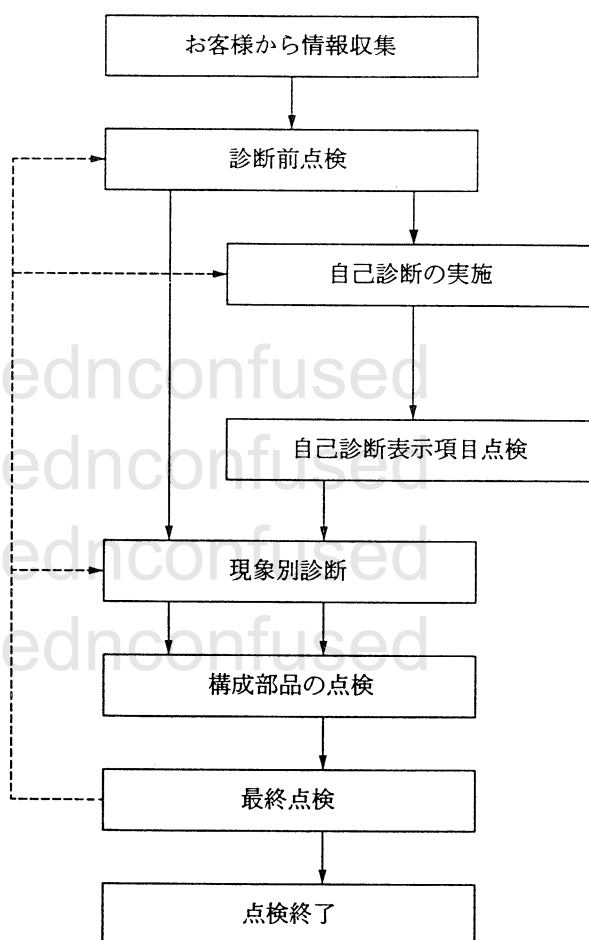 お客様から情報収集
診断前点検
自己診断の実施
ednconfused
自己診断表示項目点検
ednconfused
ednconfused
現象別診断
ednconfused
構成部品の点検
最終点検
点検終了